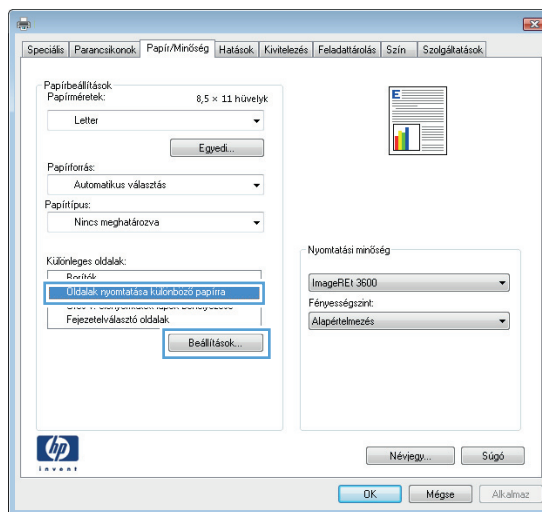 Speciális Parancsikonok Papír/Minőség Hatások Kivitelezés Feladattárolás Szín Szolgáltatások
Papírbeállítások
Papírméretek: 8,5 × 11 hüvelyk
Letter
Egyedi...
Papírforrás:
Automatikus választás
Papírtípus:
Nincs meghatározva
Különleges oldalak:
Borítók
Oldalak nyomtatása különböző papírra
Fejezetelválasztó oldalak
Beállítások...
E
Nyomtatási minőség
ImageREt 3600
Fényességszint:
Alapértelmezés
hp
invent
Névjegy... Súgó
OK Mégse Alkalmaz